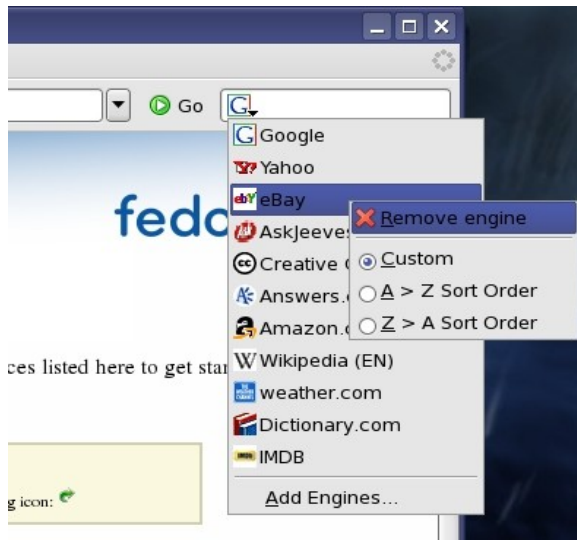 Go
Google
Yahoo
eBay
Remove engine
AskJeeves
Custom
Creative
A > Z Sort Order
Answers.
Z > A Sort Order
Amazon.
Wikipedia (EN)
weather.com
Dictionary.com
IMDB
Add Engines...
fedo
ces listed here to get star
g icon: